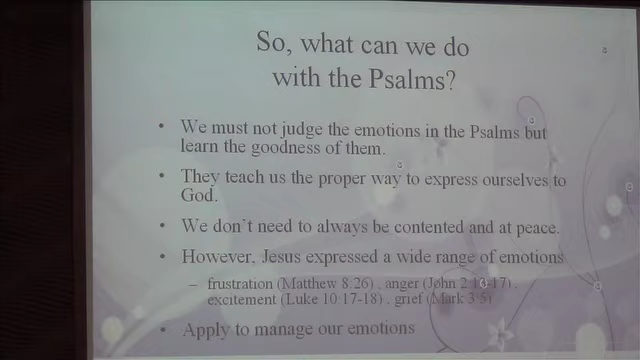 So, what can we do
with the Psalms?
• We must not judge the emotions in the Psalms but
learn the goodness of them.
• They teach us the proper way to express ourselves to
God.
• We don't need to always be contented and at peace.
• However, Jesus expressed a wide range of emotions
– frustration (Matthew 8:26), anger (John 2:13-17),
excitement (Luke 10:17-18), grief (Mark 3:5)
• Apply to manage our emotions